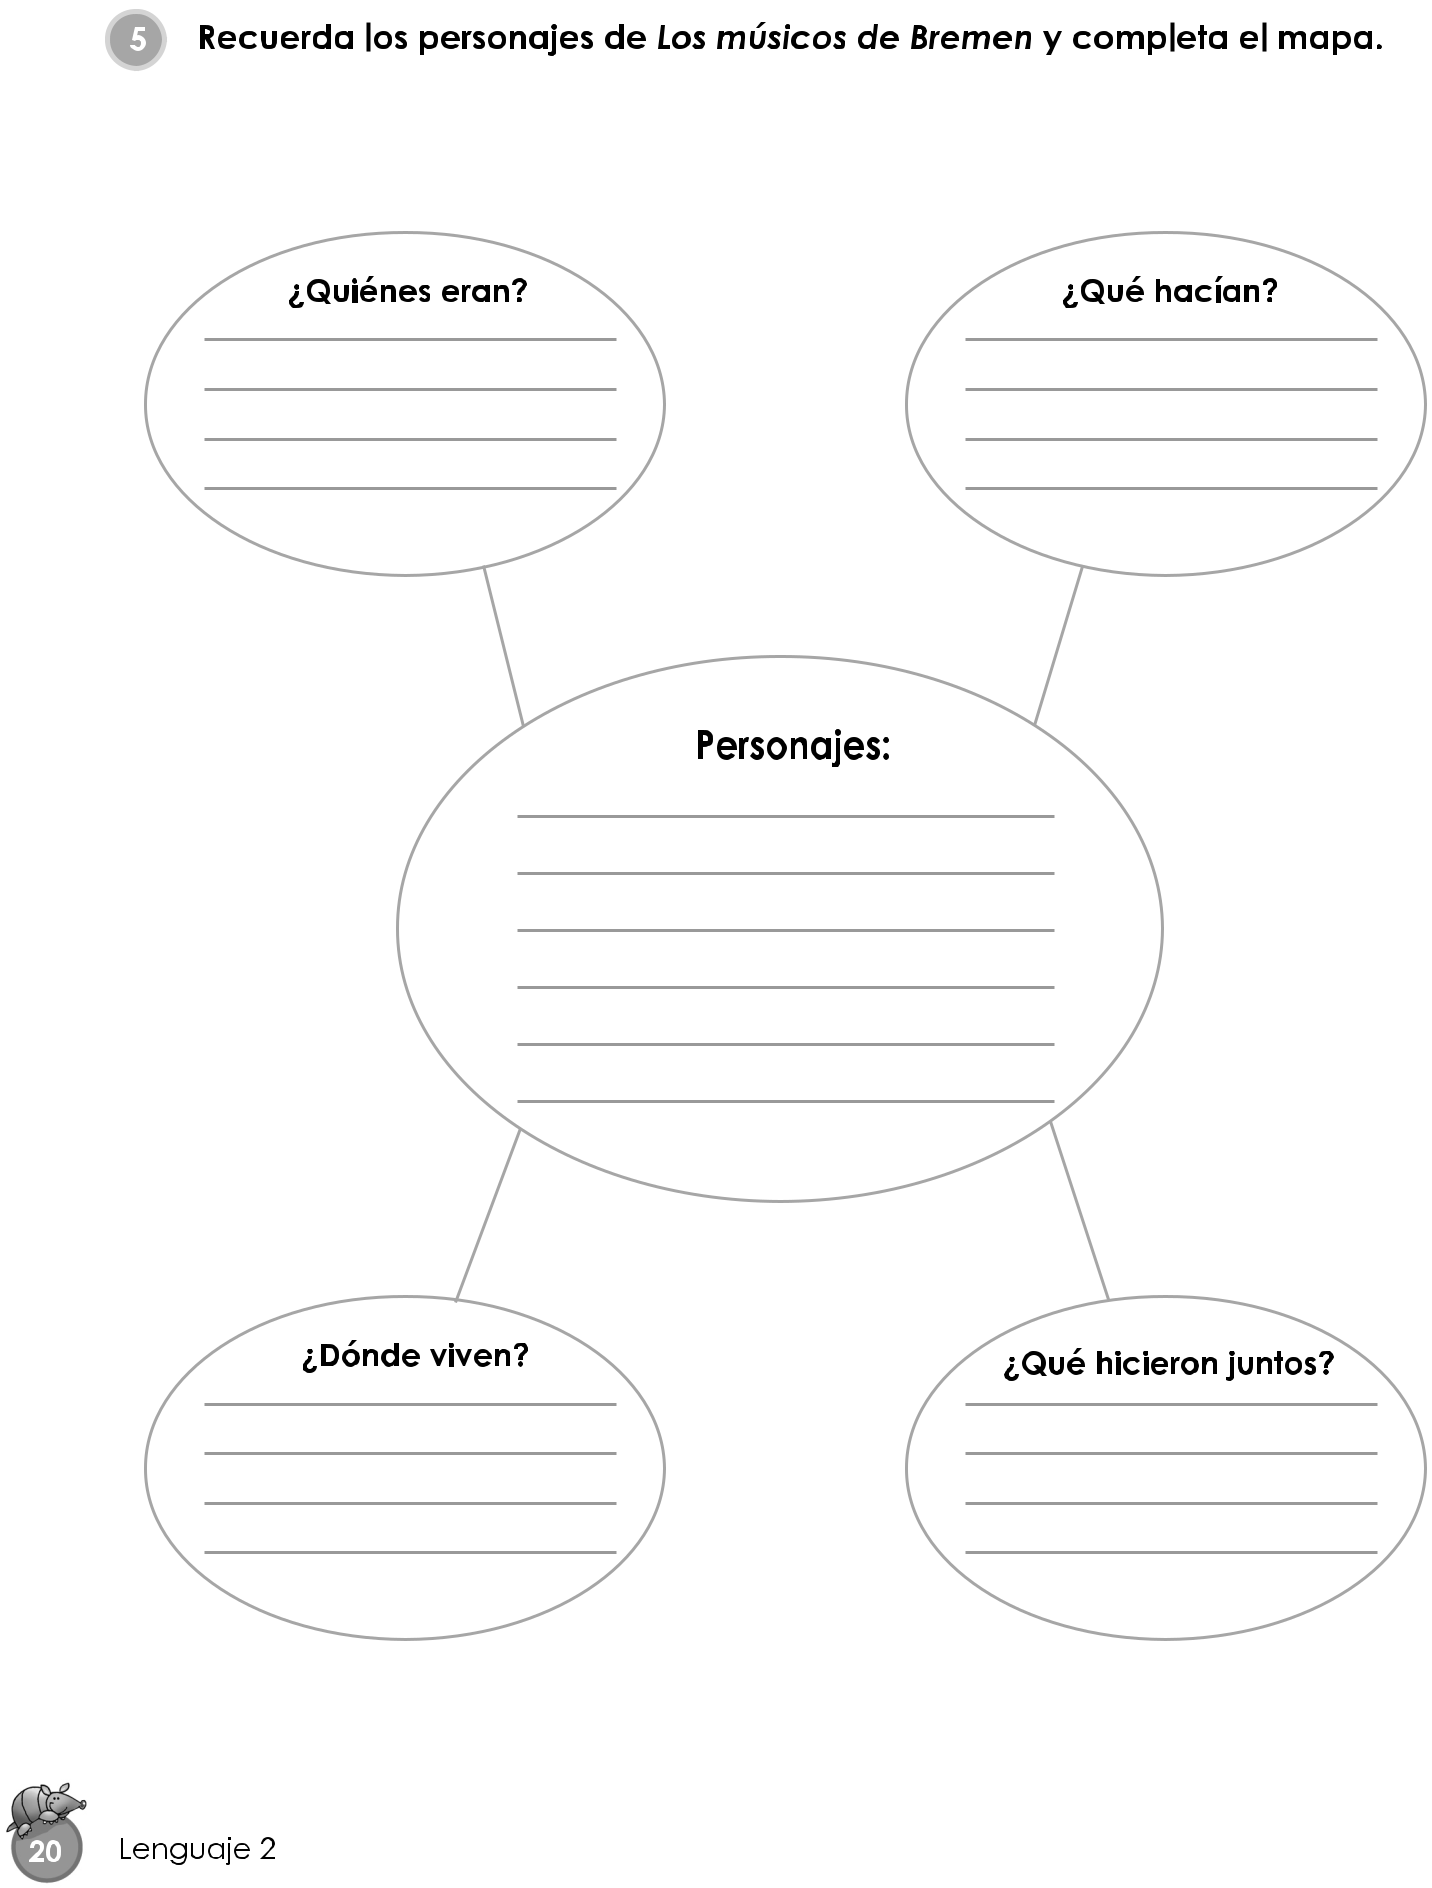 5 Recuerda los personajes de Los músicos de Bremen y completa el mapa.
¿Quiénes eran?
¿Qué hacían?
Personajes:
¿Dónde viven?
¿Qué hicieron juntos?
20 Lenguaje 2